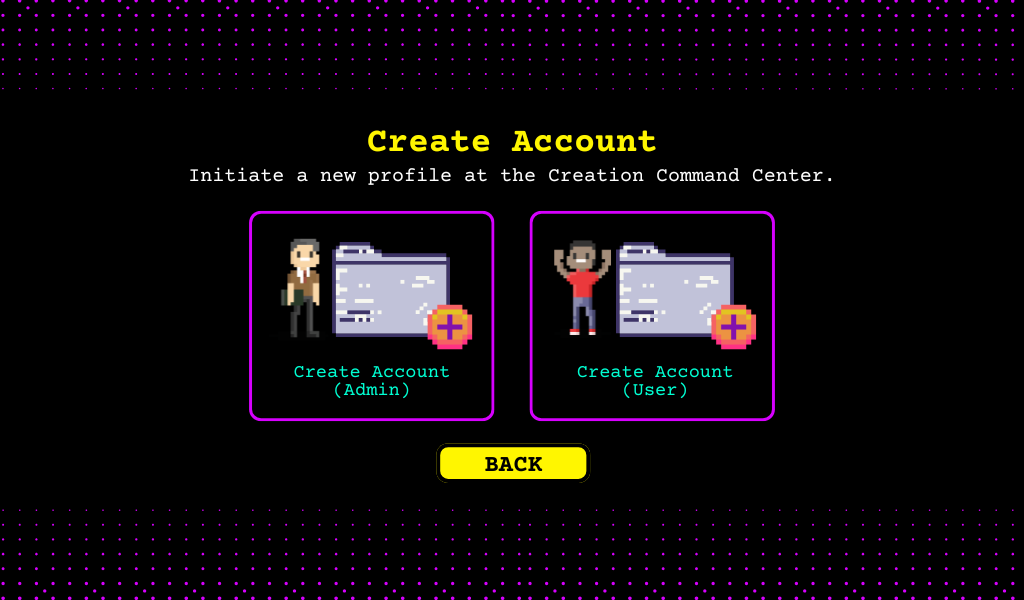 Create Account
Initiate a new profile at the Creation Command Center.
Create Account
(Admin)
Create Account
(User)
BACK